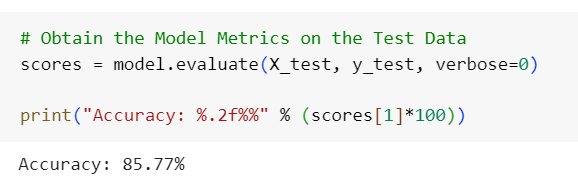 # Obtain the Model Metrics on the Test Data
scores = model.evaluate(X_test, y_test, verbose=0)
print("Accuracy: %.2f%%" % (scores[1]*100))
Accuracy: 85.77%